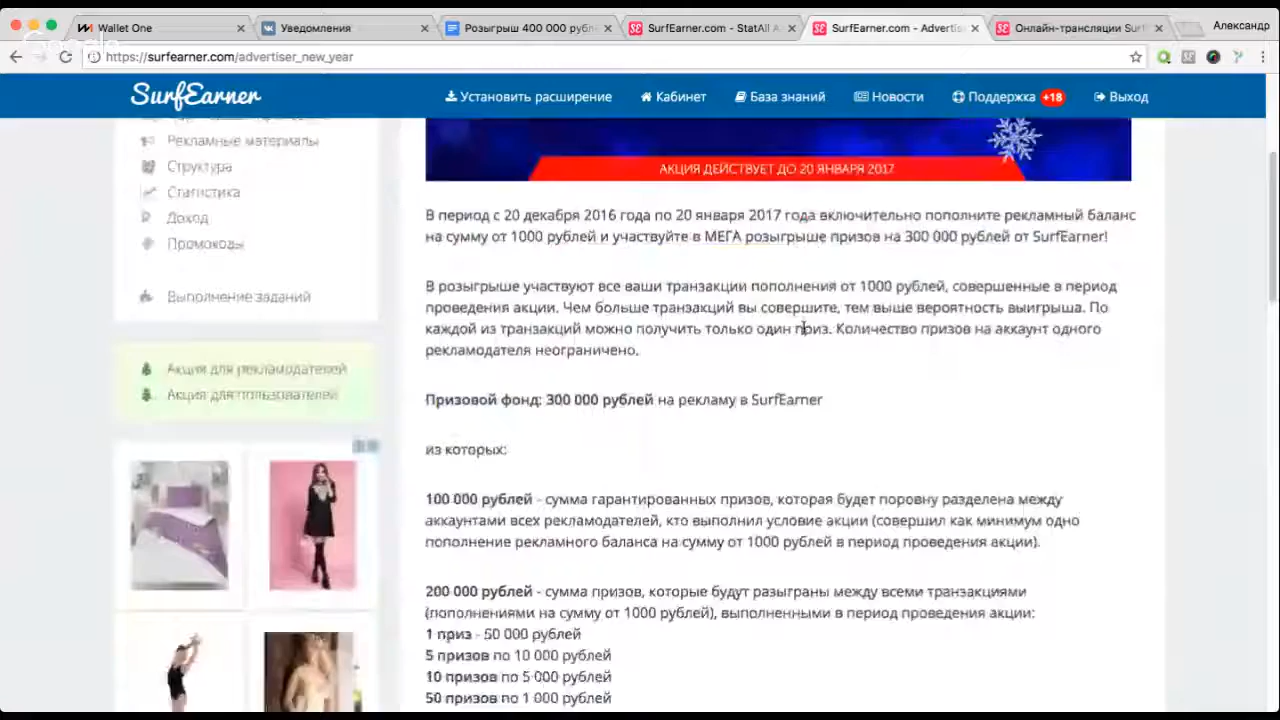 Wallet One
Уведомления
Розыгрыш 400 000 рубл
SurfEarner.com - StatAll A
SurfEarner.com - Advertis
Онлайн-трансляции Surf
Александр
Google
https://surfearner.com/advertiser_new_year
SurfEarner
Установить расширение
Кабинет
База знаний
Новости
Поддержка +18
Выход
Рекламные материалы
Структура
Статистика
Доход
Промокоды
Выполнение заданий
Акция для рекламодателей
Акция для пользователей
АКЦИЯ ДЕЙСТВУЕТ ДО 20 ЯНВАРЯ 2017
В период с 20 декабря 2016 года по 20 января 2017 года включительно пополните рекламный баланс
на сумму от 1000 рублей и участвуйте в МЕГА розыгрыше призов на 300 000 рублей от SurfEarner!
В розыгрыше участвуют все ваши транзакции пополнения от 1000 рублей, совершенные в период
проведения акции. Чем больше транзакций вы совершите, тем выше вероятность выигрыша. По
каждой из транзакций можно получить только один приз. Количество призов на аккаунт одного
рекламодателя неограничено.
Призовой фонд: 300 000 рублей на рекламу в SurfEarner
из которых:
100 000 рублей - сумма гарантированных призов, которая будет поровну разделена между
аккаунтами всех рекламодателей, кто выполнил условие акции (совершил как минимум одно
пополнение рекламного баланса на сумму от 1000 рублей в период проведения акции).
200 000 рублей - сумма призов, которые будут разыграны между всеми транзакциями
(пополнениями на сумму от 1000 рублей), выполненными в период проведения акции:
1 приз - 50 000 рублей
5 призов по 10 000 рублей
10 призов по 5 000 рублей
50 призов по 1 000 рублей